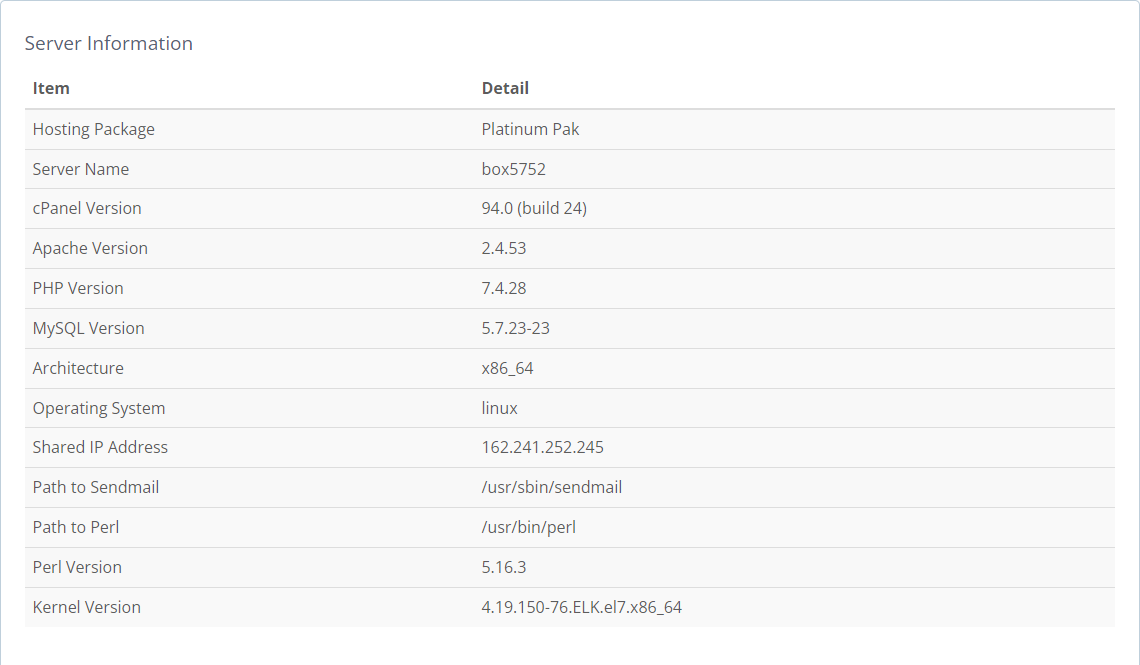 Server Information
Item Detail
Hosting Package Platinum Pak
Server Name box5752
cPanel Version 94.0 (build 24)
Apache Version 2.4.53
PHP Version 7.4.28
MySQL Version 5.7.23-23
Architecture x86_64
Operating System linux
Shared IP Address 162.241.252.245
Path to Sendmail /usr/sbin/sendmail
Path to Perl /usr/bin/perl
Perl Version 5.16.3
Kernel Version 4.19.150-76.ELK.el7.x86_64